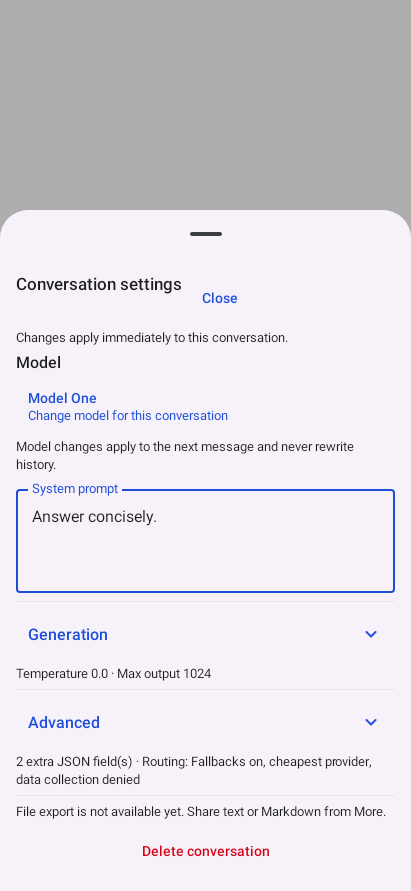 Conversation settings
Close
Changes apply immediately to this conversation.
Model
Model One
Change model for this conversation
Model changes apply to the next message and never rewrite
history.
System prompt
Answer concisely.
Generation
Temperature 0.0 · Max output 1024
Advanced
2 extra JSON field(s) · Routing: Fallbacks on, cheapest provider,
data collection denied
File export is not available yet. Share text or Markdown from More.
Delete conversation